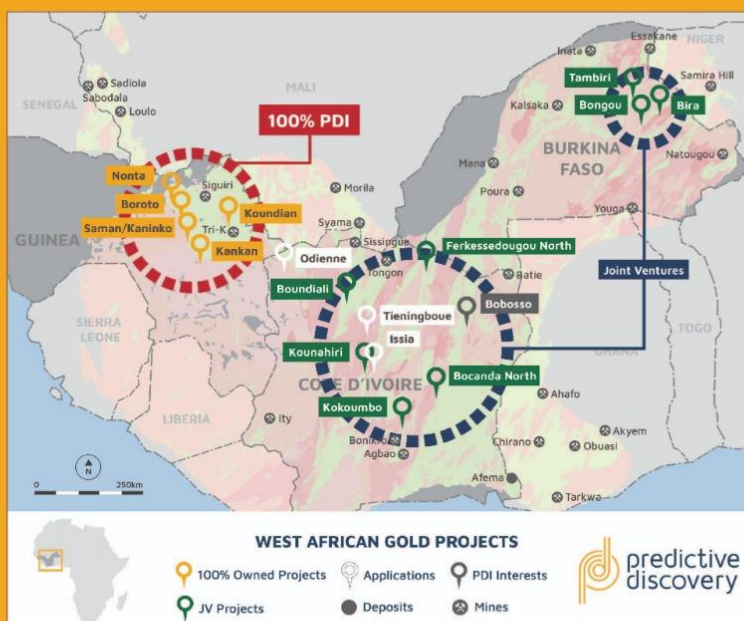 NIGER
Essakane
Inata
Tambiri
Samira Hill
Sadiola
Sabodala
MALI
SENEGAL
Loulo
Kalsaka
Bongou
Bira
100% PDI
BURKINA
FASO
Natougou
Mana
Nonta
Siguiri
Morila
Poura
Boroto
Koundian
Youga
Saman/Kaninko
Tri-K
Syama
Sissingue
Ferkessedougou North
GUINEA
Kankan
Odienne
Tongon
Batie
Joint Ventures
Boundiali
Bobosso
Tieningboue
SIERRA
LEONE
TOGO
Issia
Kounahiri
GHANA
COTE D'IVOIRE
Bocanda North
LIBERIA
Ity
Kokoumbo
Ahafo
Bonikro
Agbao
Chirano
Akyem
Obuasi
N
0 250km
Afema
Tarkwa
WEST AFRICAN GOLD PROJECTS
100% Owned Projects
Applications
PDI Interests
JV Projects
Deposits
Mines
predictive
discovery